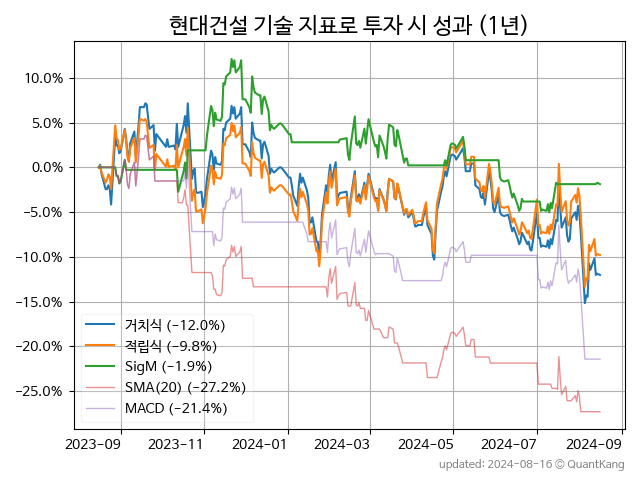 현대건설 기술 지표로 투자 시 성과 (1년)
10.0%
5.0%
0.0%
−5.0%
−10.0%
−15.0%
−20.0%
−25.0%
거치식 (−12.0%)
적립식 (−9.8%)
SigM (−1.9%)
SMA(20) (−27.2%)
MACD (−21.4%)
2023-09 2023-11 2024-01 2024-03 2024-05 2024-07 2024-09
updated: 2024-08-16 © QuantKang